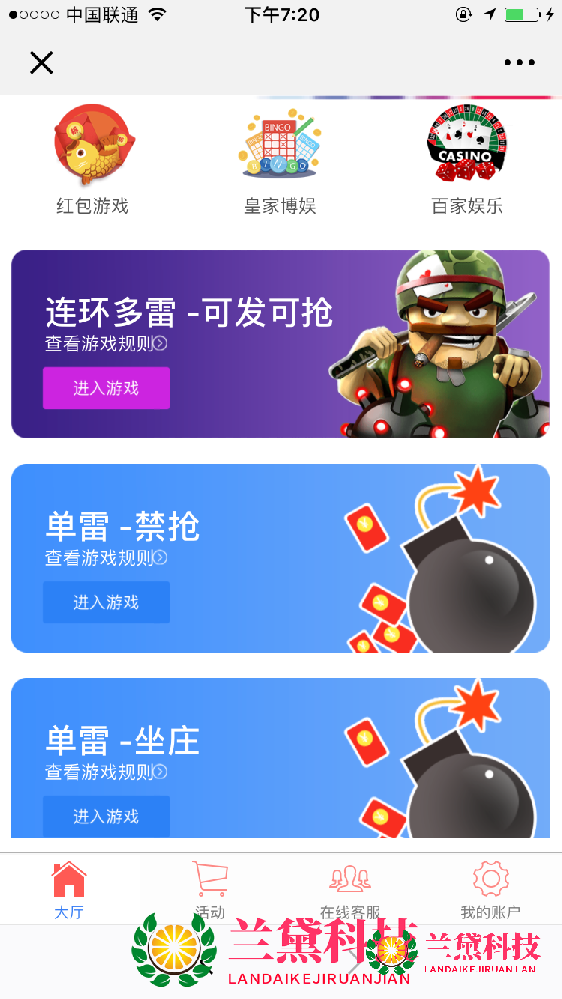 中国联通
下午7:20
BINGO
BINGO
CASINO
红包游戏
皇家博娱
百家娱乐
连环多雷 -可发可抢
查看游戏规则
进入游戏
单雷 -禁抢
查看游戏规则
进入游戏
单雷 -坐庄
查看游戏规则
进入游戏
大厅
活动
在线客服
我的账户
兰黛科技
LANDAIKEJIRUANJIAN
兰黛科技
LANDAIKEJIRUANJIAN